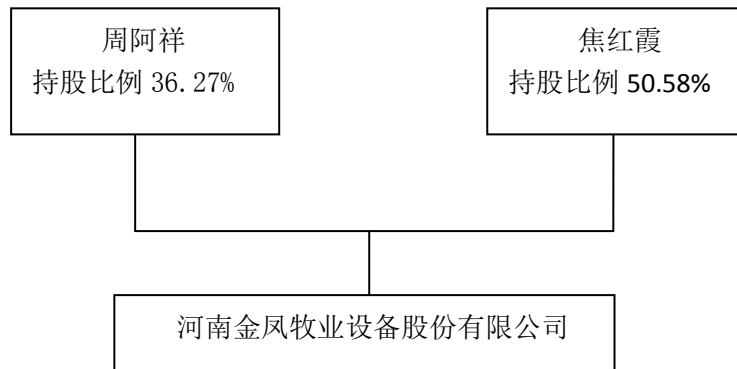 周阿祥
持股比例 36.27%
焦红霞
持股比例 50.58%
河南金凤牧业设备股份有限公司